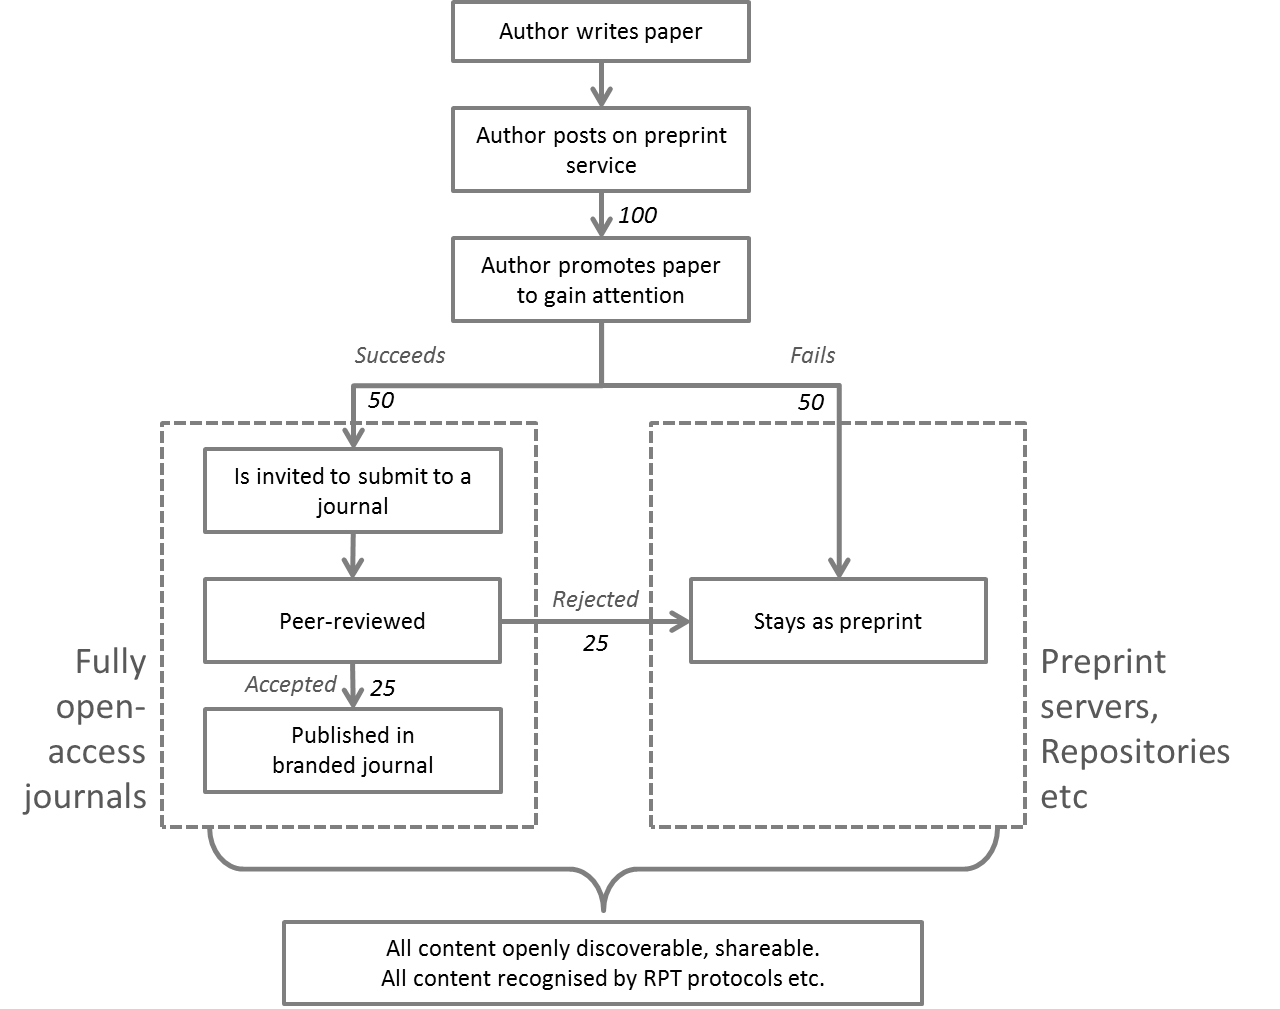 Author writes paper
Author posts on preprint
service
100
Author promotes paper
to gain attention
Succeeds
Fails
50
50
Is invited to submit to a
journal
Peer-reviewed
Rejected
25
Stays as preprint
Accepted
25
Published in
branded journal
Fully
open-
access
journals
Preprint
servers,
Repositories
etc
All content openly discoverable, shareable.
All content recognised by RPT protocols etc.